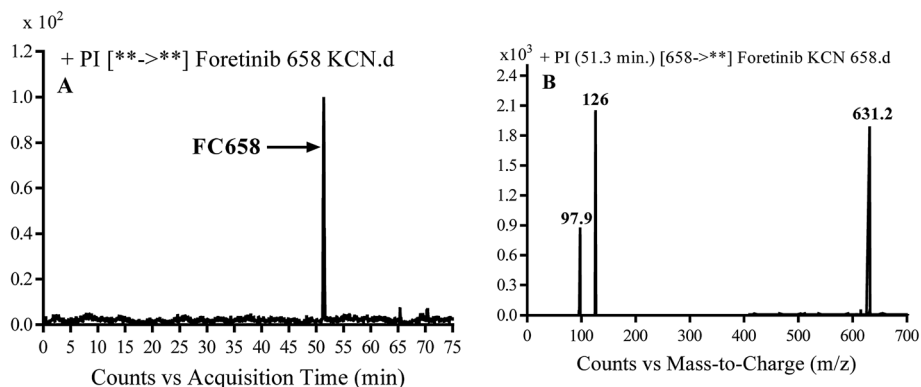 x 10²
+ PI [**->**] Foretinib 658 KCN.d
A
1.2
1.0
0.8
0.6
0.4
0.2
0.0
FC658
0 5 10 15 20 25 30 35 40 45 50 55 60 65 70 75
Counts vs Acquisition Time (min)
x10³ + PI (51.3 min.) [658->**] Foretinib KCN 658.d
B
2.4
2.1
1.8
1.5
1.2
0.9
0.6
0.3
0.0
97.9
126
631.2
0 100 200 300 400 500 600 700
Counts vs Mass-to-Charge (m/z)